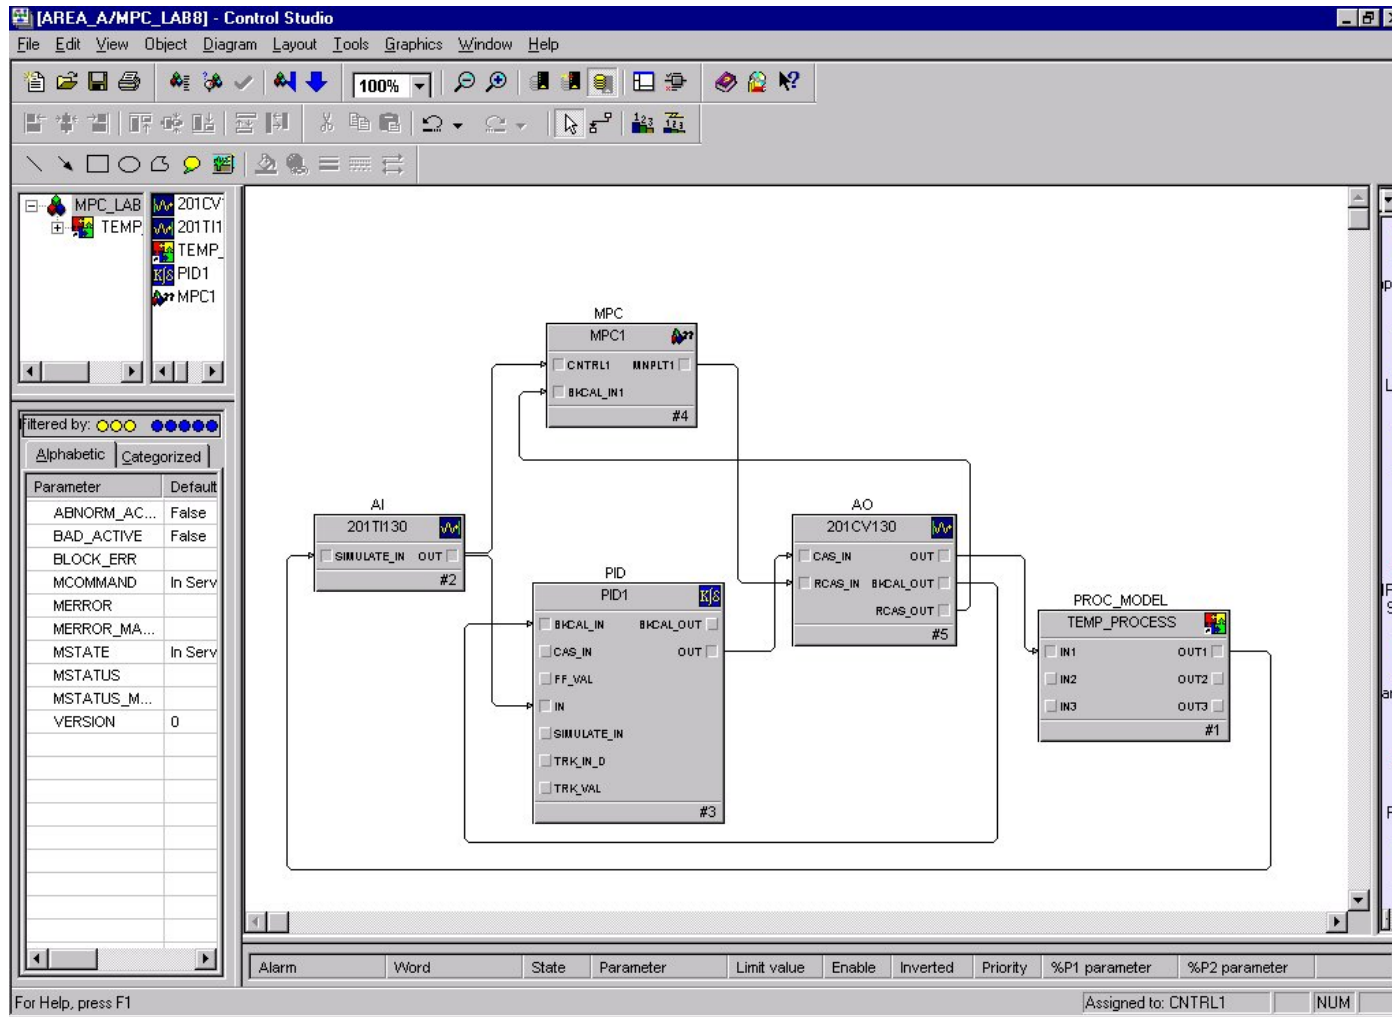 [AREA_A/MPC_LAB8] - Control Studio
File Edit View Object Diagram Layout Tools Graphics Window Help
100%
MPC_LAB
TEMP_
201CV
201TI1
TEMP_
PID1
MPC1
Filtered by:
Alphabetic Categorized
Parameter Default
ABNORM_AC... False
BAD_ACTIVE False
BLOCK_ERR
MCOMMAND In Serv
MERROR
MERROR_MA...
MSTATE In Serv
MSTATUS
MSTATUS_M...
VERSION 0
MPC
MPC1
CNTRL1 MNPLT1
BKCAL_IN1
#4
AI
201TI130
SIMULATE_IN OUT
#2
PID
PID1
BKCAL_IN BKCAL_OUT
CAS_IN OUT
FF_VAL
IN
SIMULATE_IN
TRK_IN_D
TRK_VAL
#3
AO
201CV130
CAS_IN OUT
RCAS_IN BKCAL_OUT
RCAS_OUT
#5
PROC_MODEL
TEMP_PROCESS
IN1 OUT1
IN2 OUT2
IN3 OUT3
#1
Alarm Word State Parameter Limit value Enable Inverted Priority %P1 parameter %P2 parameter
For Help, press F1 Assigned to: CNTRL1 NUM